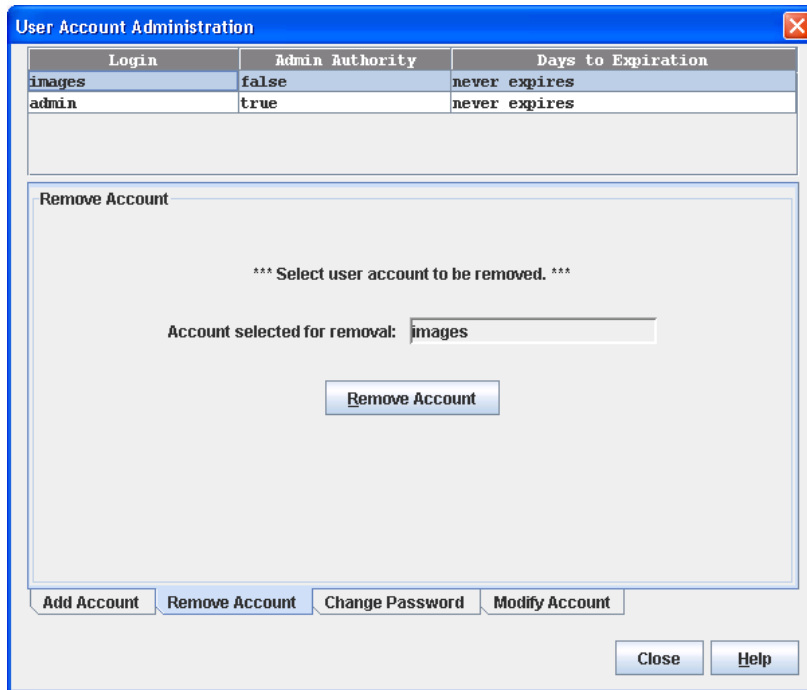 User Account Administration
Login Admin Authority Days to Expiration
images false never expires
admin true never expires
Remove Account
*** Select user account to be removed. ***
Account selected for removal: images
Remove Account
Add Account Remove Account Change Password Modify Account
Close Help